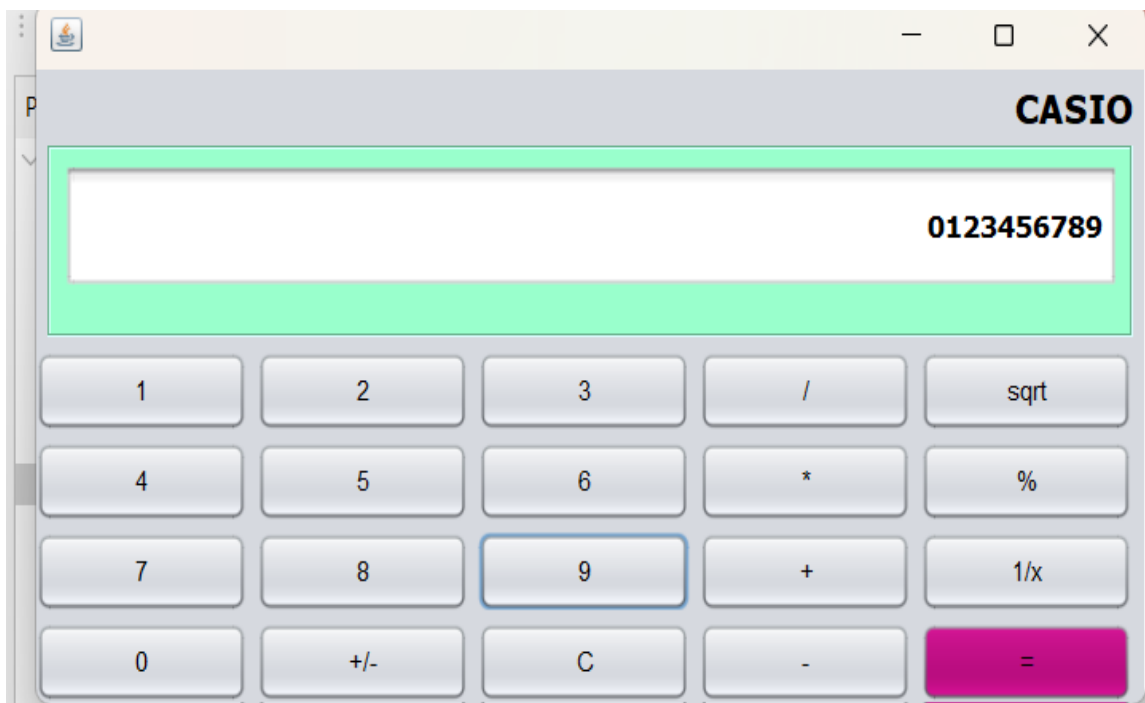 P
CASIO
0123456789
1 2 3 / sqrt
4 5 6 * %
7 8 9 + 1/x
0 +/- C - =